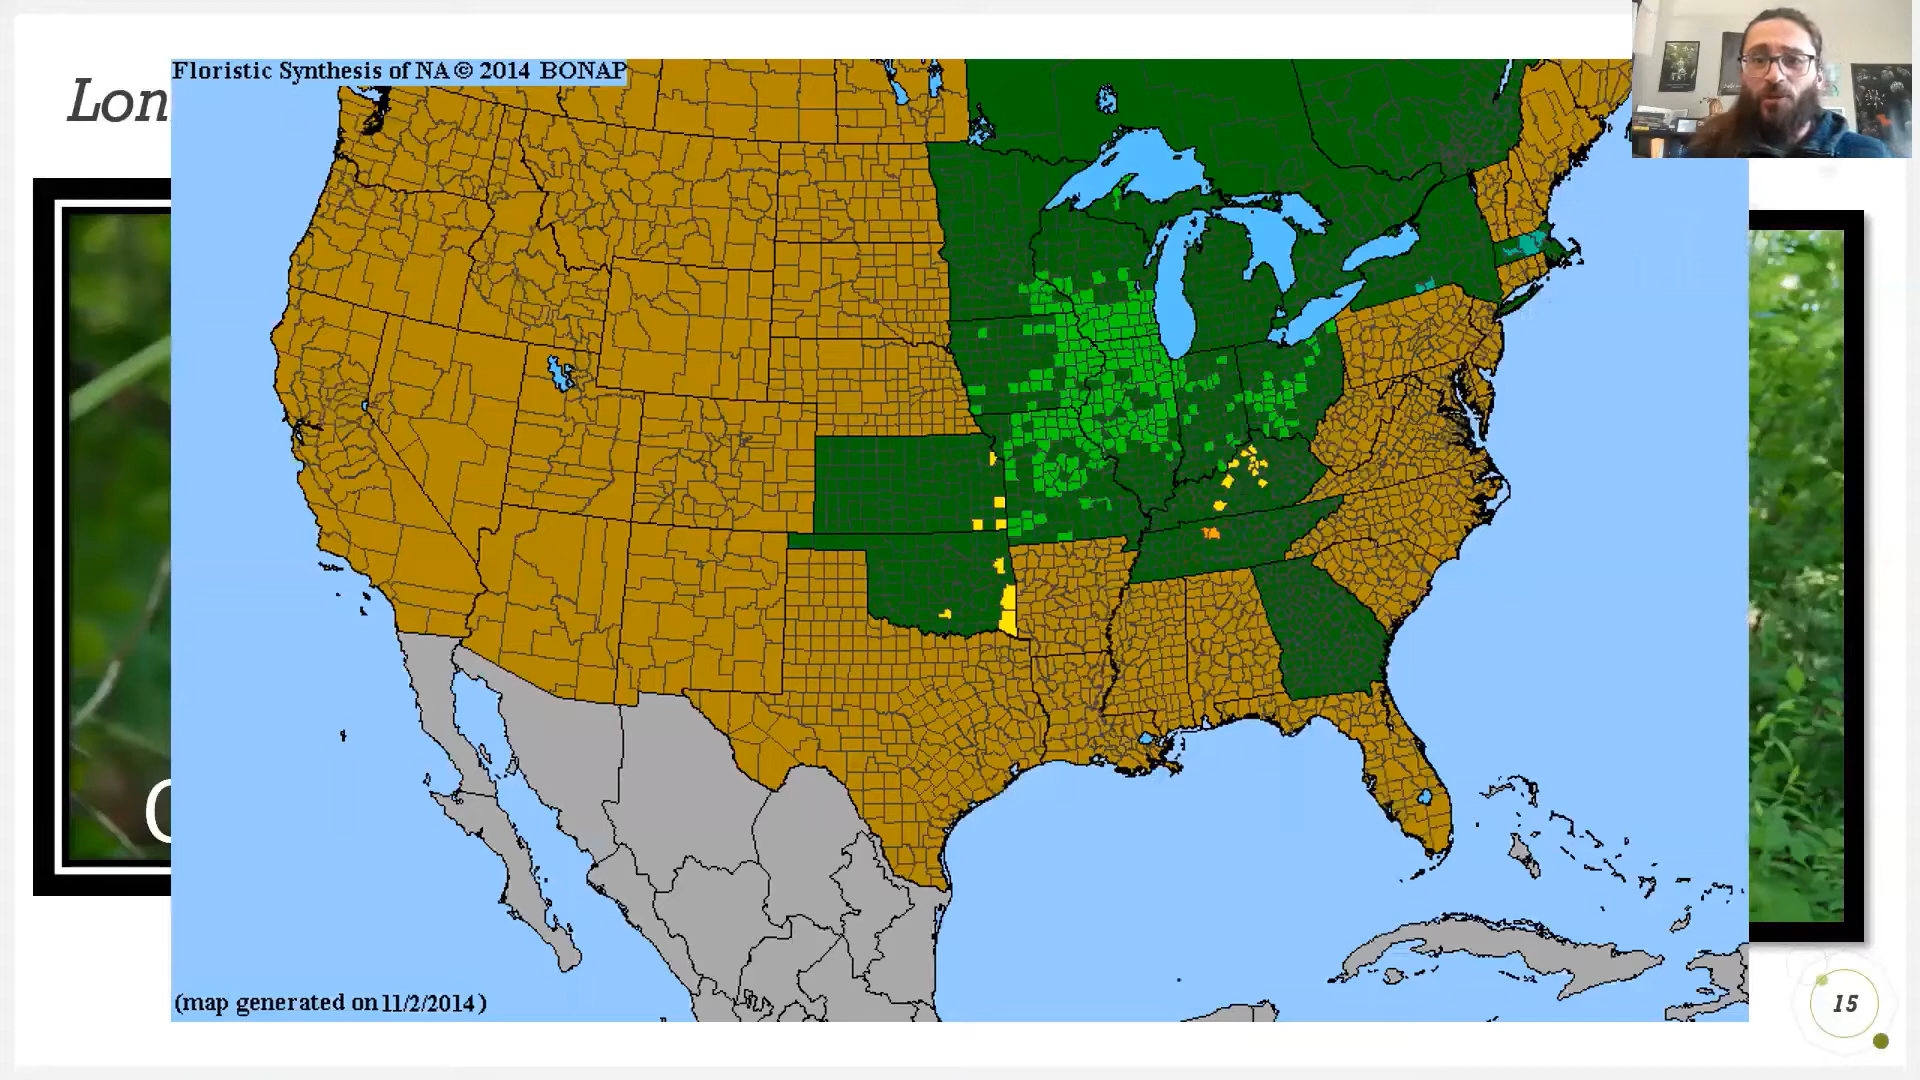 Floristic Synthesis of NA © 2014 BONAP
Lon
(map generated on 11/2/2014)
15